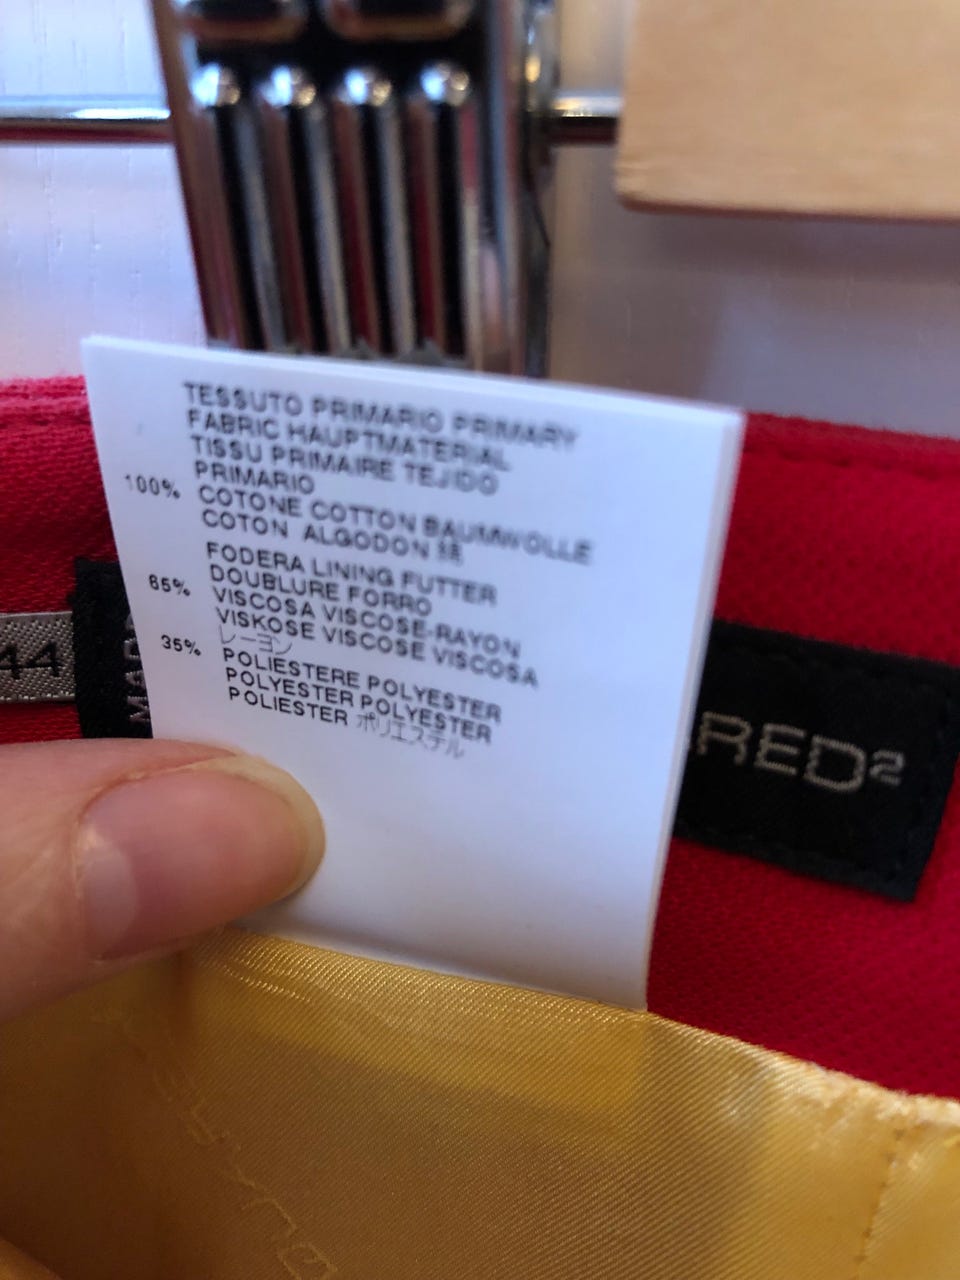 TESSUTO PRIMARIO PRIMARY
FABRIC HAUPTMATERIAL
TISSU PRIMAIRE TEJIDO
PRIMARIO
100% COTONE COTTON BAUMWOLLE
COTON ALGODON 綿
FODERA LINING FUTTER
DOUBLURE FORRO
65% VISCOSA VISCOSE-RAYON
VISKOSE VISCOSE VISCOSA
レーヨン
35% POLIESTERE POLYESTER
POLYESTER POLYESTER
POLIESTER ポリエステル
44
RED2